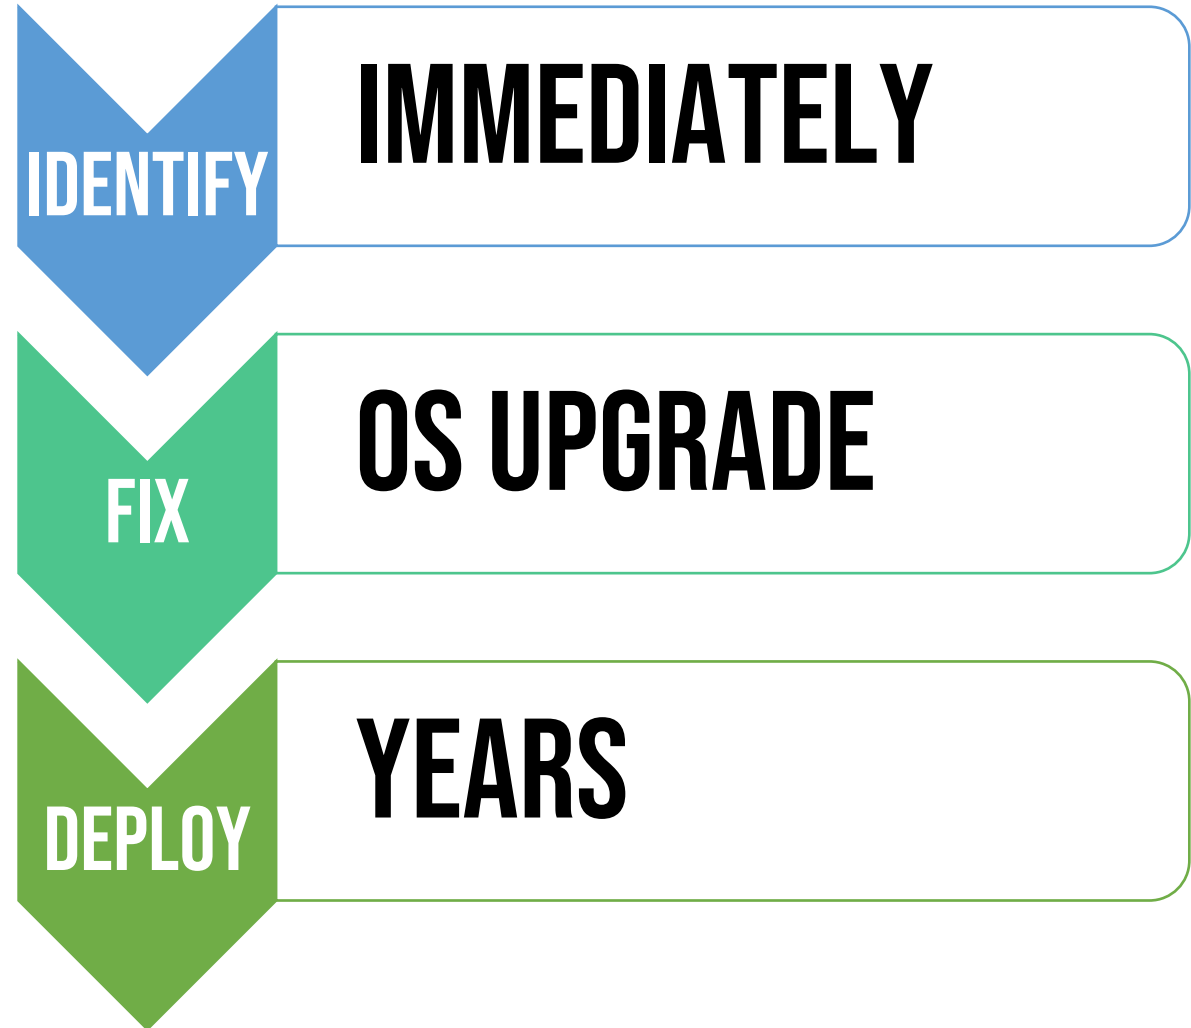 IDENTIFY
IMMEDIATELY
FIX
OS UPGRADE
DEPLOY
YEARS